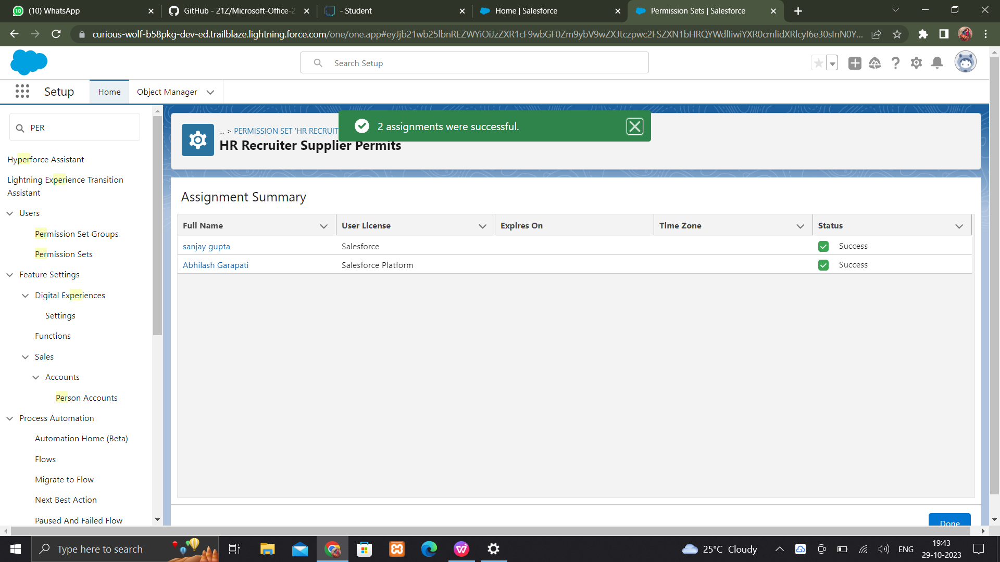 (10) WhatsApp
GitHub - 21Z/Microsoft-Office-2
- Student
Home | Salesforce
Permission Sets | Salesforce
curious-wolf-b58pkg-dev-ed.trailblaze.lightning.force.com/one/one.app#eyJjb21wb25lbnREZWYiOiJzZXR1cF9wbGF0Zm9ybV9wZXJtczpwc2FSZXN1bHRQYWdlIiwiYXR0cmlidXRlcyI6e30sInN0Y...
Search Setup
Setup
Home
Object Manager
PER
Hyperforce Assistant
Lightning Experience Transition
Assistant
Users
Permission Set Groups
Permission Sets
Feature Settings
Digital Experiences
Settings
Functions
Sales
Accounts
Person Accounts
Process Automation
Automation Home (Beta)
Flows
Migrate to Flow
Next Best Action
Paused And Failed Flow
2 assignments were successful.
... > PERMISSION SET 'HR RECRUIT
HR Recruiter Supplier Permits
Assignment Summary
Full Name User License Expires On Time Zone Status
sanjay gupta Salesforce Success
Abhilash Garapati Salesforce Platform Success
Done
Type here to search
25°C Cloudy
ENG
19:43
29-10-2023